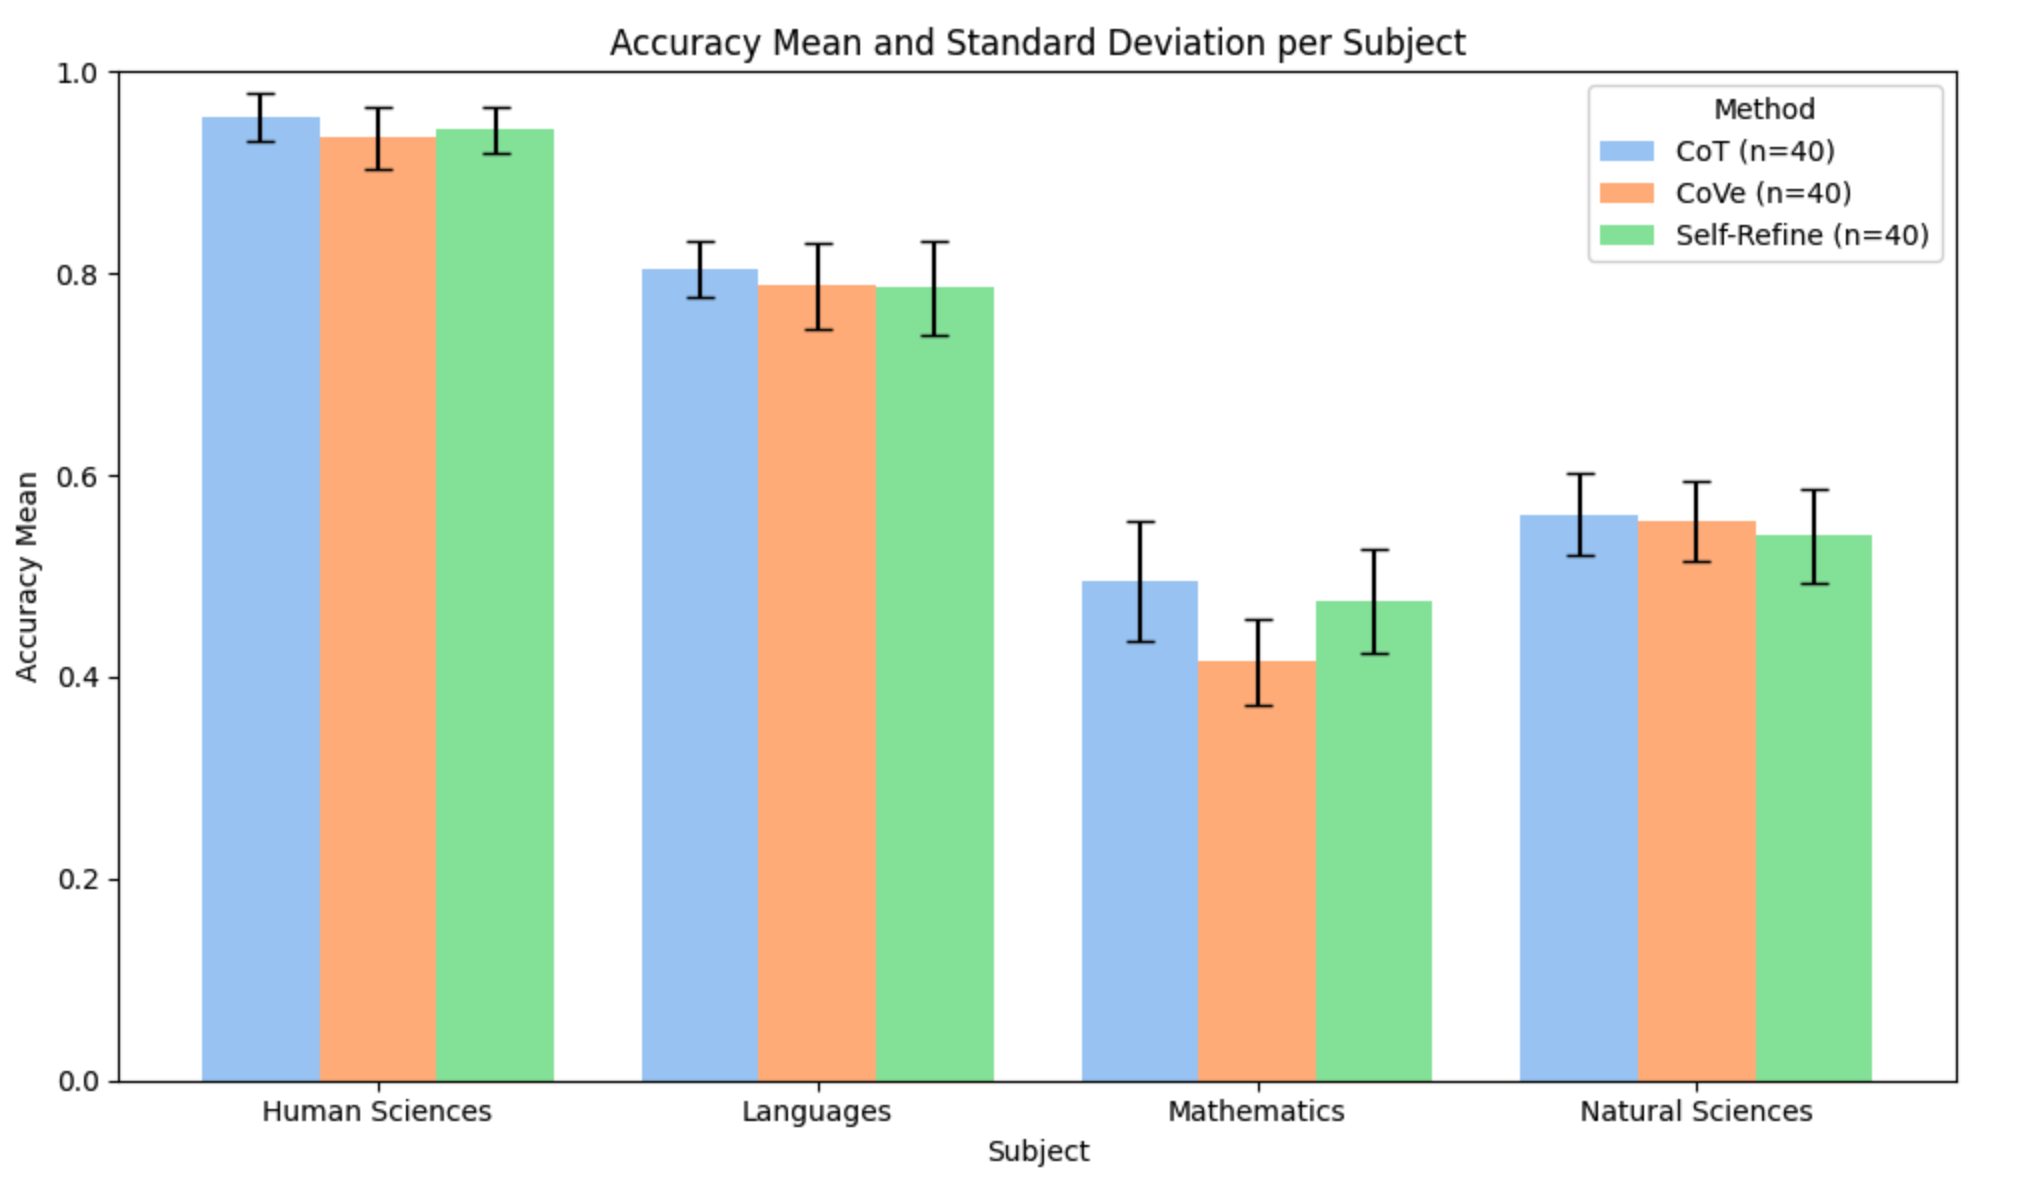 Accuracy Mean and Standard Deviation per Subject
Method
CoT (n=40)
CoVe (n=40)
Self-Refine (n=40)
Accuracy Mean
1.0
0.8
0.6
0.4
0.2
0.0
Human Sciences
Languages
Mathematics
Natural Sciences
Subject